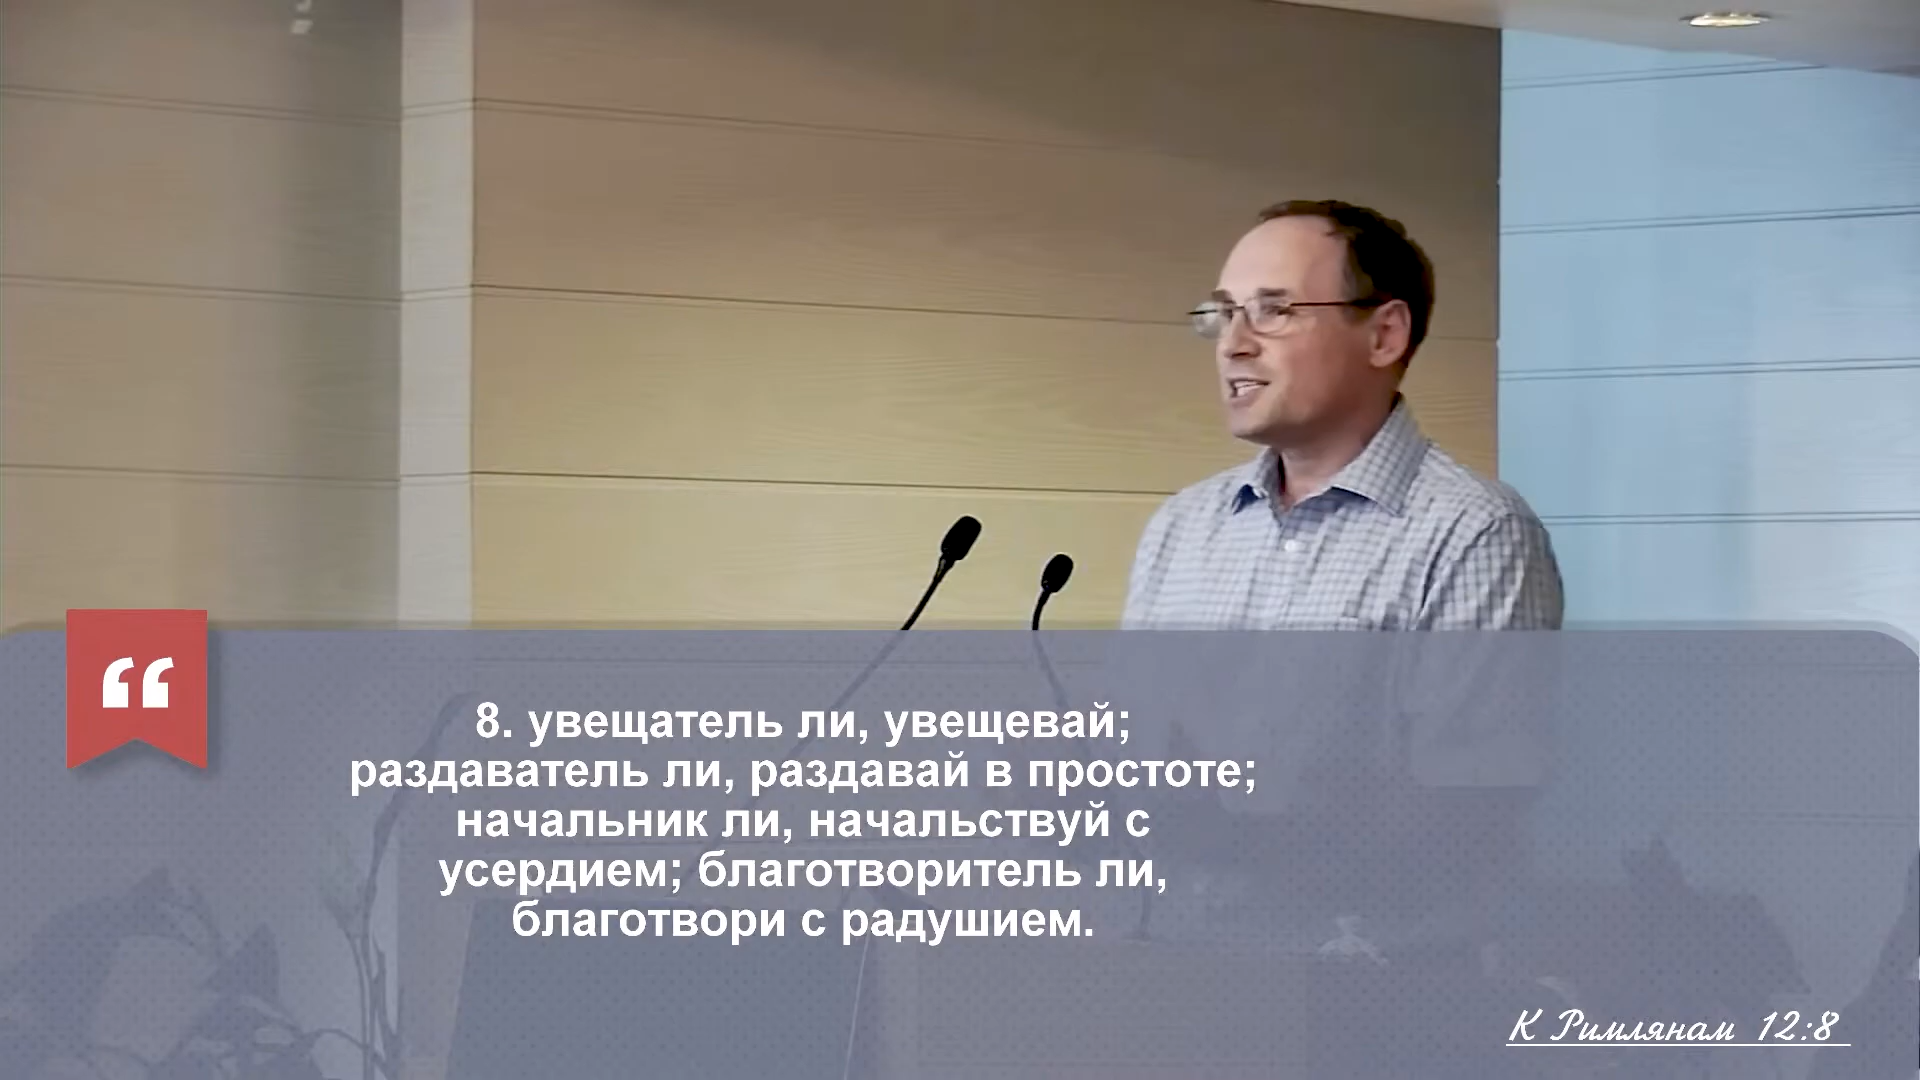 “
8. увещатель ли, увещевай;
раздаватель ли, раздавай в простоте;
начальник ли, начальствуй с
усердием; благотворитель ли,
благотвори с радушием.
К Римлянам 12:8